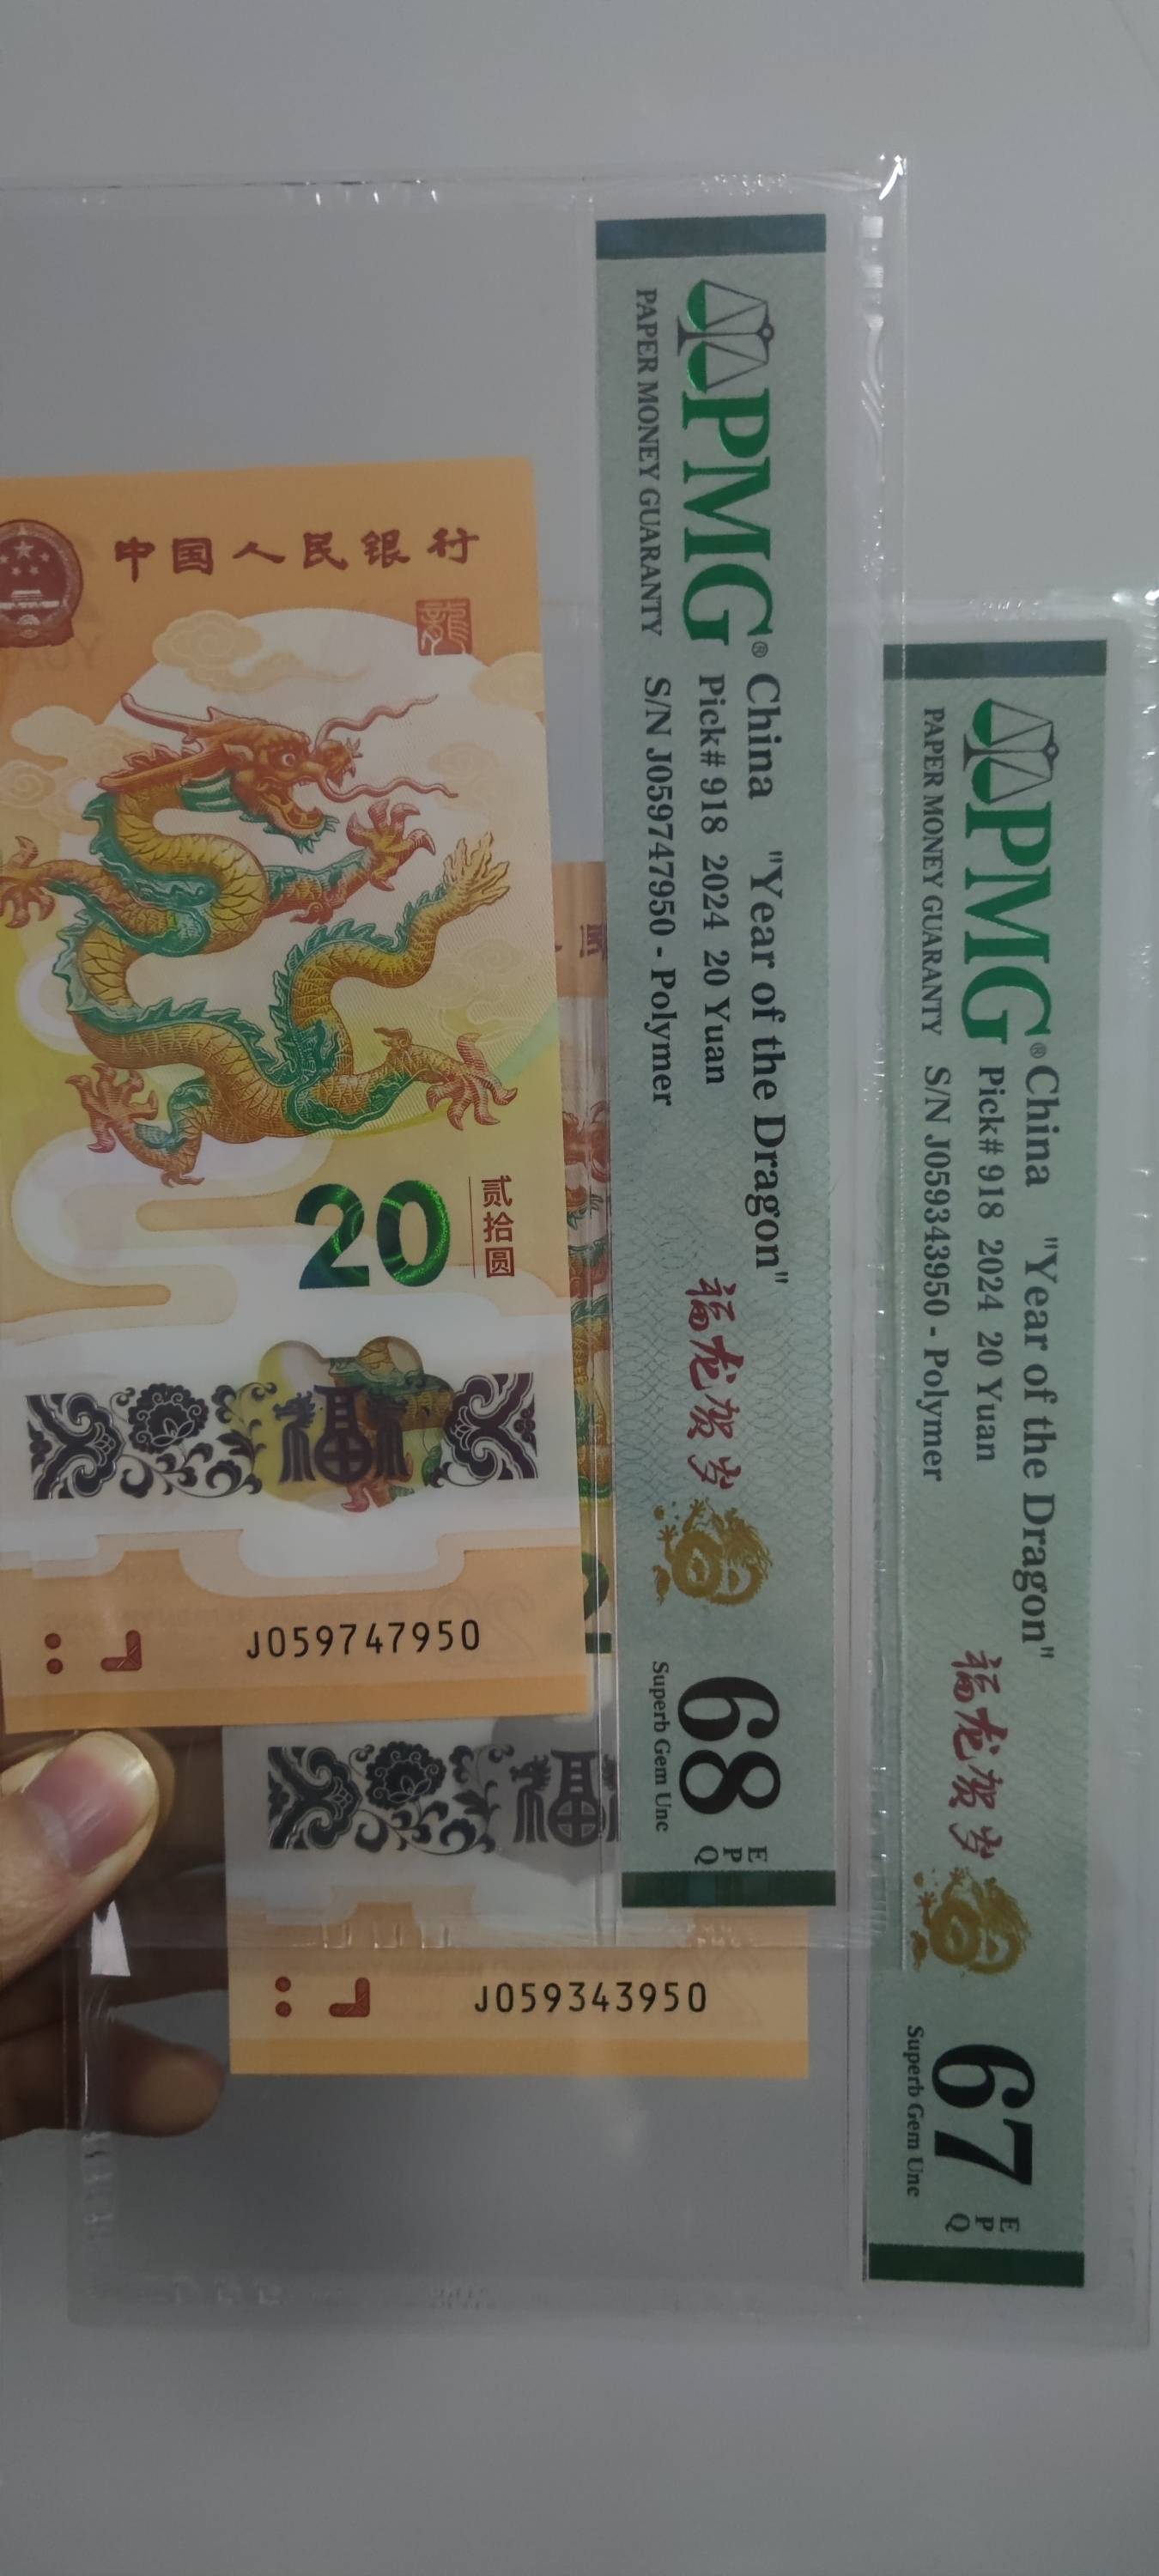 中国人民银行
龍
20
贰拾圆
福
J059747950
PMG®
PAPER MONEY GUARANTY
China "Year of the Dragon"
Pick# 918 2024 20 Yuan
S/N J059747950 - Polymer
福龙贺岁
68
Superb Gem Unc
EPQ
福
J059343950
PMG®
PAPER MONEY GUARANTY
China "Year of the Dragon"
Pick# 918 2024 20 Yuan
S/N J059343950 - Polymer
福龙贺岁
67
Superb Gem Unc
EPQ